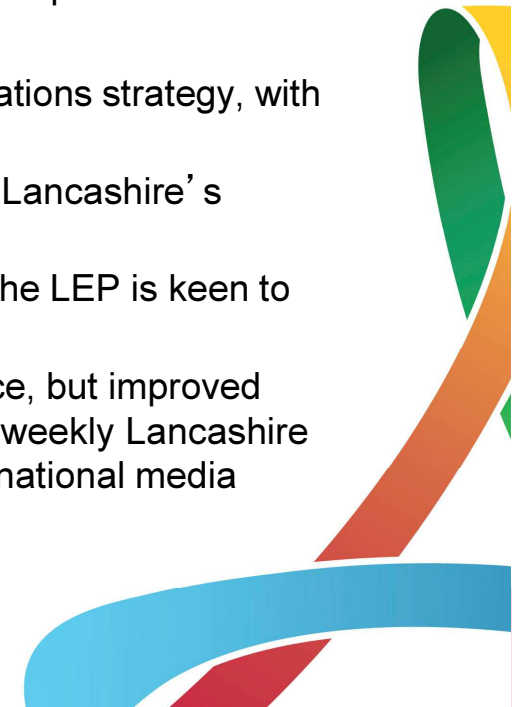 ations strategy, with
Lancashire's
he LEP is keen to
ce, but improved
weekly Lancashire
national media